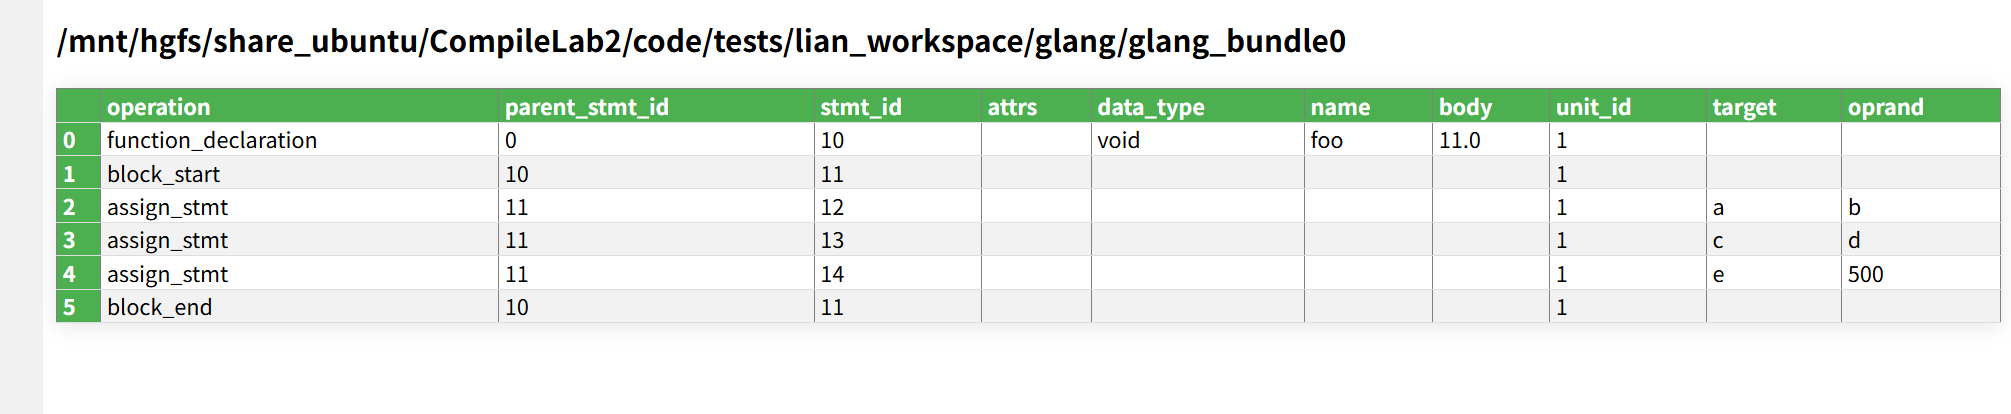 /mnt/hgfs/share_ubuntu/CompileLab2/code/tests/lian_workspace/glang/glang_bundle0
operation parent_stmt_id stmt_id attrs data_type name body unit_id target oprand
0 function_declaration 0 10 void foo 11.0 1
1 block_start 10 11 1
2 assign_stmt 11 12 1 a b
3 assign_stmt 11 13 1 c d
4 assign_stmt 11 14 1 e 500
5 block_end 10 11 1